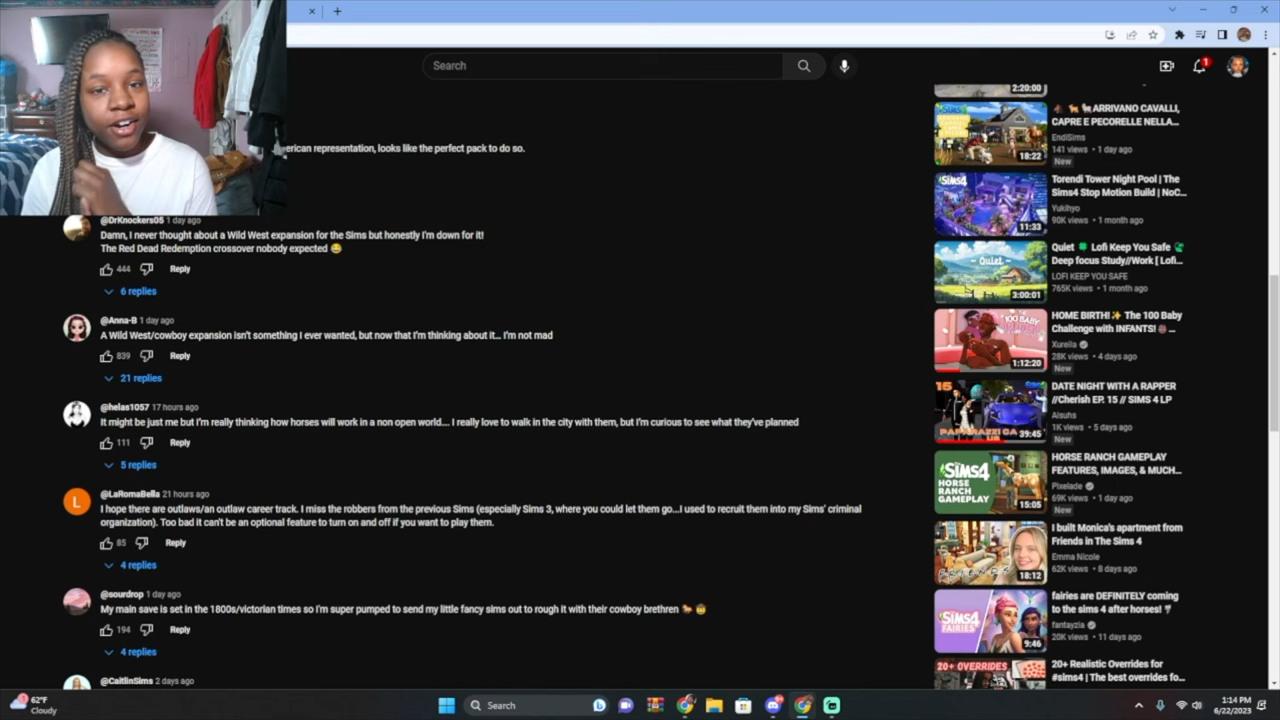 Search
1
erican representation, looks like the perfect pack to do so.
@DrKnockers05 1 day ago
Damn, I never thought about a Wild West expansion for the Sims but honestly I'm down for it!
The Red Dead Redemption crossover nobody expected 😂
444
Reply
6 replies
@Anna-B 1 day ago
A Wild West/cowboy expansion isn't something I ever wanted, but now that I'm thinking about it... I'm not mad
839
Reply
21 replies
@helas1057 17 hours ago
It might be just me but I'm really thinking how horses will work in a non open world... I really love to walk in the city with them, but I'm curious to see what they've planned
111
Reply
5 replies
L
@LaRomaBella 21 hours ago
I hope there are outlaws/an outlaw career track. I miss the robbers from the previous Sims (especially Sims 3, where you could let them go...I used to recruit them into my Sims' criminal
organization). Too bad it can't be an optional feature to turn on and off if you want to play them.
85
Reply
4 replies
@sourdrop 1 day ago
My main save is set in the 1800s/victorian times so I'm super pumped to send my little fancy sims out to rough it with their cowboy brethren 🐎 🤠
194
Reply
4 replies
@CaitlinSims 2 days ago
2:20:00
ARRIVANO CAVALLI,
CAPRE E PECORELLE NELLA...
EndiSims
141 views • 1 day ago
New
18:22
Torendi Tower Night Pool | The
Sims4 Stop Motion Build | NoC...
Yukihyo
90K views • 1 month ago
SIMS4
11:33
Quiet 🍀 Lofi Keep You Safe
Deep focus Study//Work [ Lofi...
LOFI KEEP YOU SAFE
765K views • 1 month ago
Quiet
3:00:01
HOME BIRTH!✨ The 100 Baby
Challenge with INFANTS! ...
Xureila
28K views • 4 days ago
New
THE 100 BABY
CHALLENGE
1:12:20
DATE NIGHT WITH A RAPPER
//Cherish EP. 15 // SIMS 4 LP
Alsuhs
1K views • 5 days ago
New
15
39:45
HORSE RANCH GAMEPLAY
FEATURES, IMAGES, & MUCH...
Pixelade
69K views • 1 day ago
New
SIMS4
HORSE
RANCH
GAMEPLAY
15:05
I built Monica's apartment from
Friends in The Sims 4
Emma Nicole
62K views • 8 days ago
18:12
fairies are DEFINITELY coming
to the sims 4 after horses!
fantayzia
20K views • 11 days ago
SIMS4
FAIRIES
9:46
20+ Realistic Overrides for
#sims4 | The best overrides fo...
20+ OVERRIDES
62°F
Cloudy
Search
1:14 PM
6/22/2023